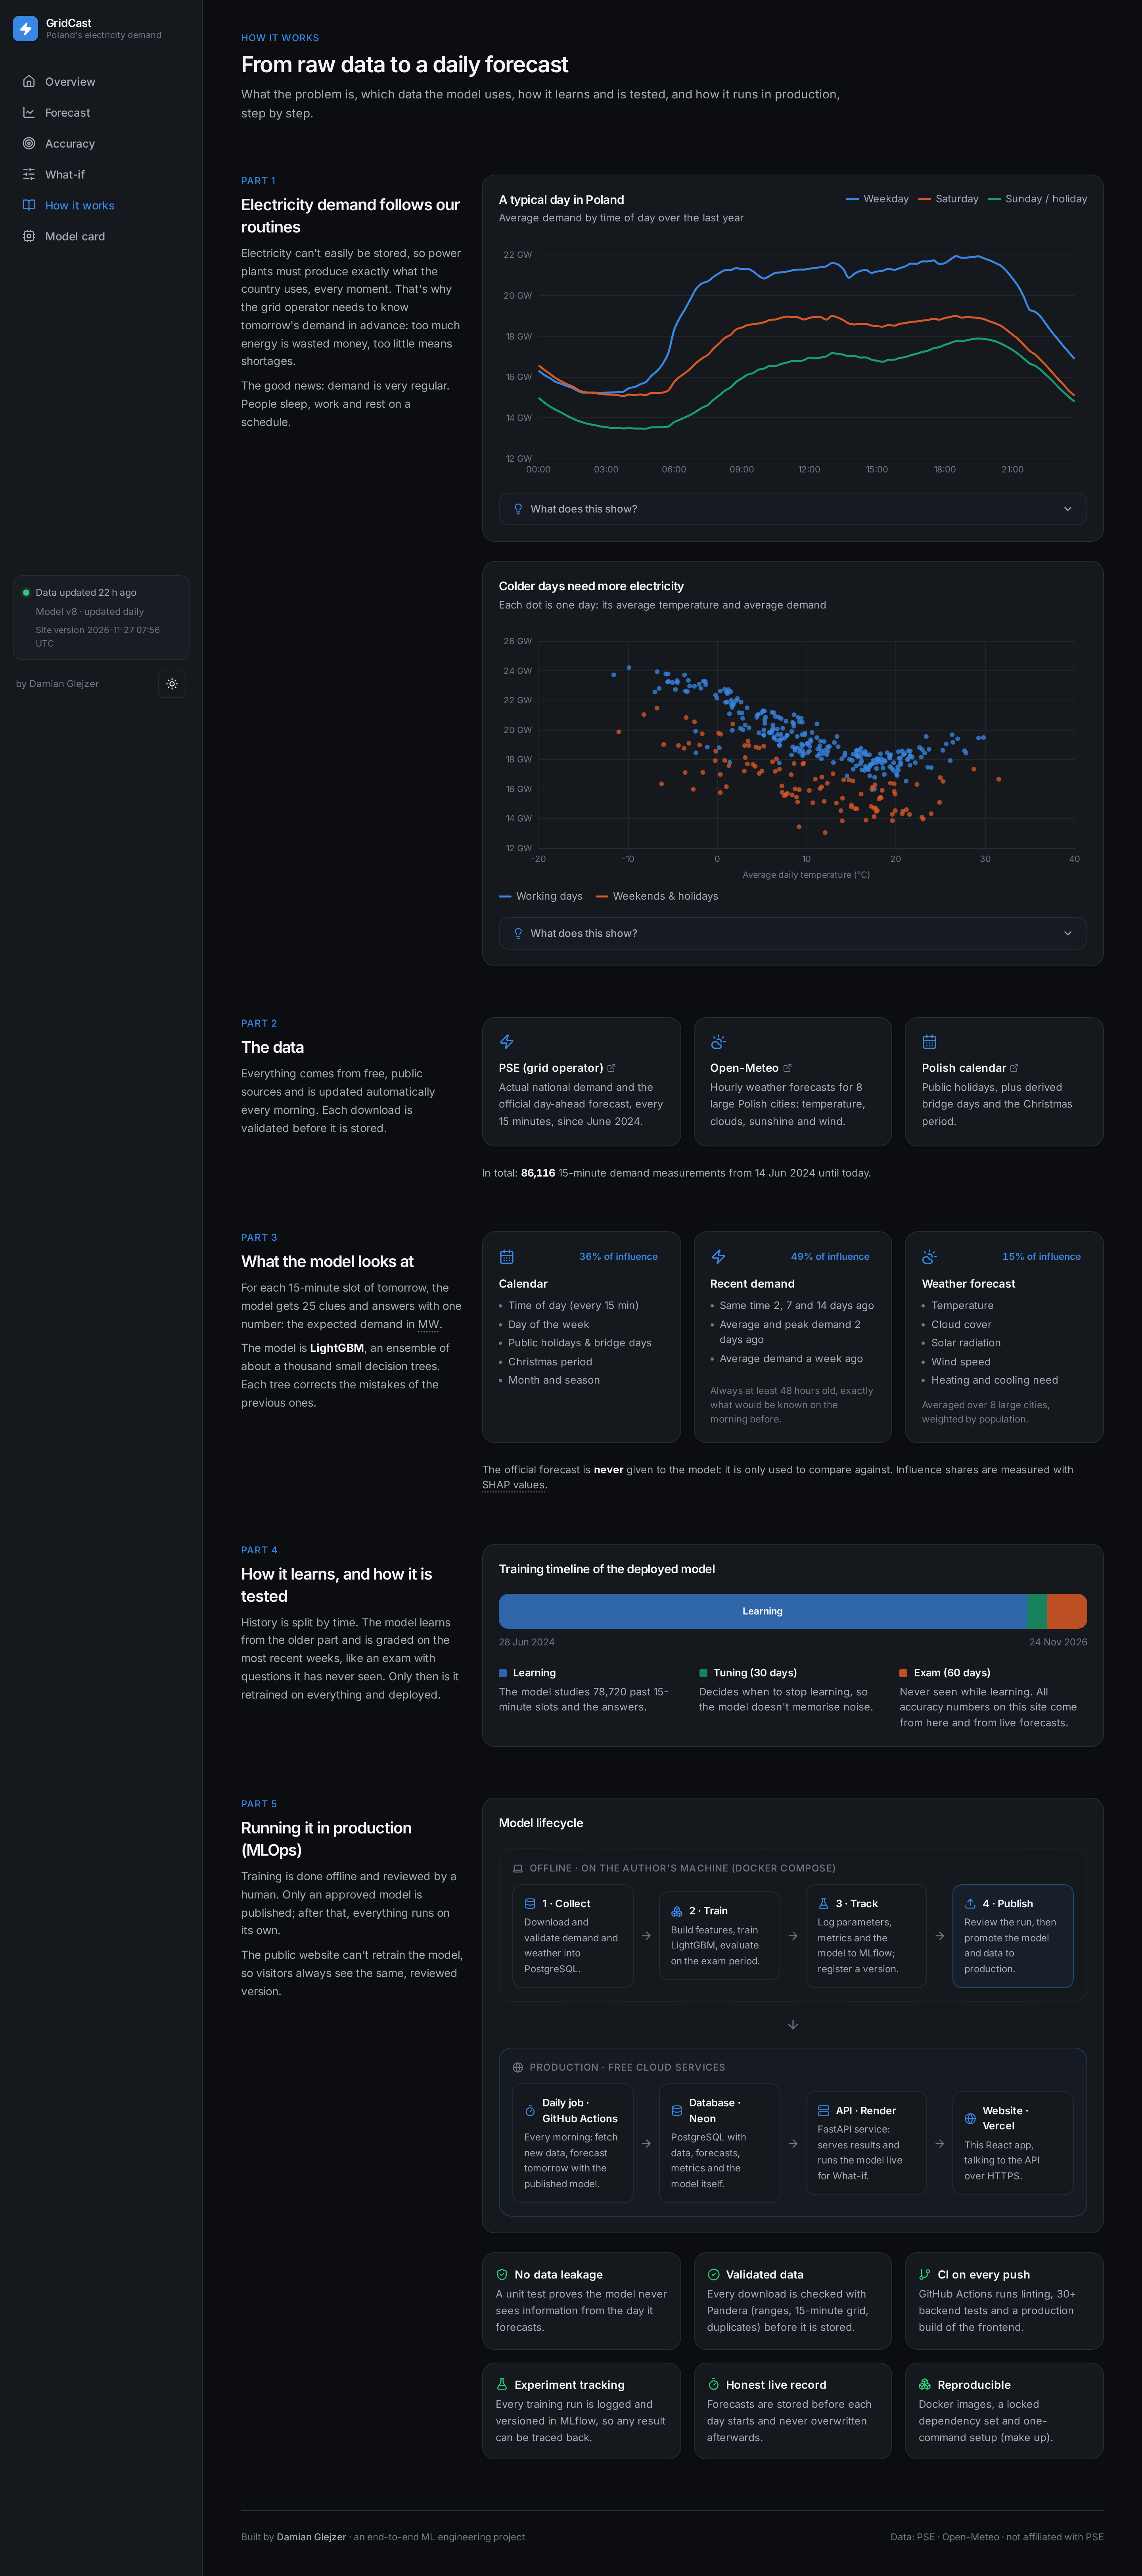 GridCast
Poland's electricity demand
Overview
Forecast
Accuracy
What-if
How it works
Model card
Data updated 22 h ago
Model v8 · updated daily
Site version 2026-11-27 07:56
UTC
by Damian Glejzer
HOW IT WORKS
From raw data to a daily forecast
What the problem is, which data the model uses, how it learns and is tested, and how it runs in production,
step by step.
PART 1
Electricity demand follows our
routines
Electricity can't easily be stored, so power
plants must produce exactly what the
country uses, every moment. That's why
the grid operator needs to know
tomorrow's demand in advance: too much
energy is wasted money, too little means
shortages.
The good news: demand is very regular.
People sleep, work and rest on a
schedule.
A typical day in Poland
Average demand by time of day over the last year
Weekday
Saturday
Sunday / holiday
22 GW
20 GW
18 GW
16 GW
14 GW
12 GW
00:00
03:00
06:00
09:00
12:00
15:00
18:00
21:00
What does this show?
Colder days need more electricity
Each dot is one day: its average temperature and average demand
26 GW
24 GW
22 GW
20 GW
18 GW
16 GW
14 GW
12 GW
-20
-10
0
10
20
30
40
Average daily temperature (°C)
Working days
Weekends & holidays
What does this show?
PART 2
The data
Everything comes from free, public
sources and is updated automatically
every morning. Each download is
validated before it is stored.
PSE (grid operator)
Actual national demand and the
official day-ahead forecast, every
15 minutes, since June 2024.
Open-Meteo
Hourly weather forecasts for 8
large Polish cities: temperature,
clouds, sunshine and wind.
Polish calendar
Public holidays, plus derived
bridge days and the Christmas
period.
In total: 86,116 15-minute demand measurements from 14 Jun 2024 until today.
PART 3
What the model looks at
For each 15-minute slot of tomorrow, the
model gets 25 clues and answers with one
number: the expected demand in MW.
The model is LightGBM, an ensemble of
about a thousand small decision trees.
Each tree corrects the mistakes of the
previous ones.
36% of influence
Calendar
Time of day (every 15 min)
Day of the week
Public holidays & bridge days
Christmas period
Month and season
49% of influence
Recent demand
Same time 2, 7 and 14 days ago
Average and peak demand 2
days ago
Average demand a week ago
Always at least 48 hours old, exactly
what would be known on the
morning before.
15% of influence
Weather forecast
Temperature
Cloud cover
Solar radiation
Wind speed
Heating and cooling need
Averaged over 8 large cities,
weighted by population.
The official forecast is never given to the model: it is only used to compare against. Influence shares are measured with
SHAP values.
PART 4
How it learns, and how it is
tested
History is split by time. The model learns
from the older part and is graded on the
most recent weeks, like an exam with
questions it has never seen. Only then is it
retrained on everything and deployed.
Training timeline of the deployed model
Learning
28 Jun 2024
24 Nov 2026
Learning
The model studies 78,720 past 15-
minute slots and the answers.
Tuning (30 days)
Decides when to stop learning, so
the model doesn't memorise noise.
Exam (60 days)
Never seen while learning. All
accuracy numbers on this site come
from here and from live forecasts.
PART 5
Running it in production
(MLOps)
Training is done offline and reviewed by a
human. Only an approved model is
published; after that, everything runs on
its own.
The public website can't retrain the model,
so visitors always see the same, reviewed
version.
Model lifecycle
OFFLINE · ON THE AUTHOR'S MACHINE (DOCKER COMPOSE)
1 · Collect
Download and
validate demand and
weather into
PostgreSQL.
2 · Train
Build features, train
LightGBM, evaluate
on the exam period.
3 · Track
Log parameters,
metrics and the
model to MLflow;
register a version.
4 · Publish
Review the run, then
promote the model
and data to
production.
PRODUCTION · FREE CLOUD SERVICES
Daily job ·
GitHub Actions
Every morning: fetch
new data, forecast
tomorrow with the
published model.
Database ·
Neon
PostgreSQL with
data, forecasts,
metrics and the
model itself.
API · Render
FastAPI service:
serves results and
runs the model live
for What-if.
Website ·
Vercel
This React app,
talking to the API
over HTTPS.
No data leakage
A unit test proves the model never
sees information from the day it
forecasts.
Validated data
Every download is checked with
Pandera (ranges, 15-minute grid,
duplicates) before it is stored.
CI on every push
GitHub Actions runs linting, 30+
backend tests and a production
build of the frontend.
Experiment tracking
Every training run is logged and
versioned in MLflow, so any result
can be traced back.
Honest live record
Forecasts are stored before each
day starts and never overwritten
afterwards.
Reproducible
Docker images, a locked
dependency set and one-
command setup (make up).
Built by Damian Glejzer · an end-to-end ML engineering project
Data: PSE · Open-Meteo · not affiliated with PSE